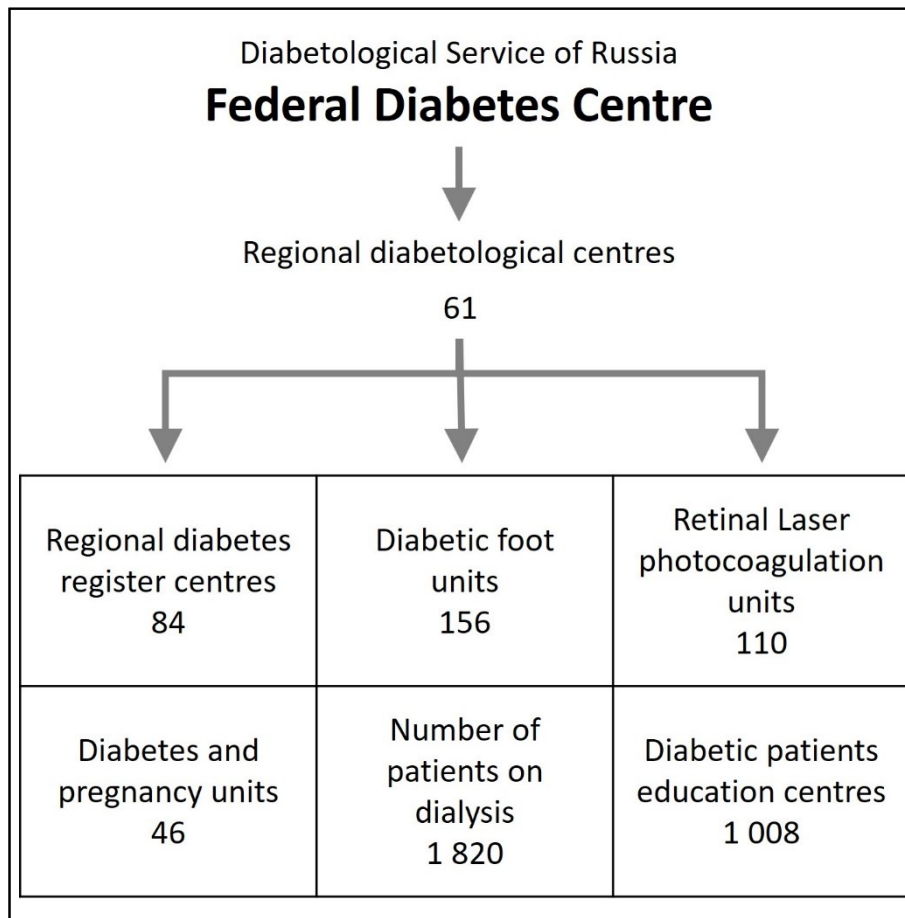 Diabetological Service of Russia
Federal Diabetes Centre
Regional diabetological centres
61
Regional diabetes
register centres
84
Diabetic foot
units
156
Retinal Laser
photocoagulation
units
110
Diabetes and
pregnancy units
46
Number of
patients on
dialysis
1 820
Diabetic patients
education centres
1 008